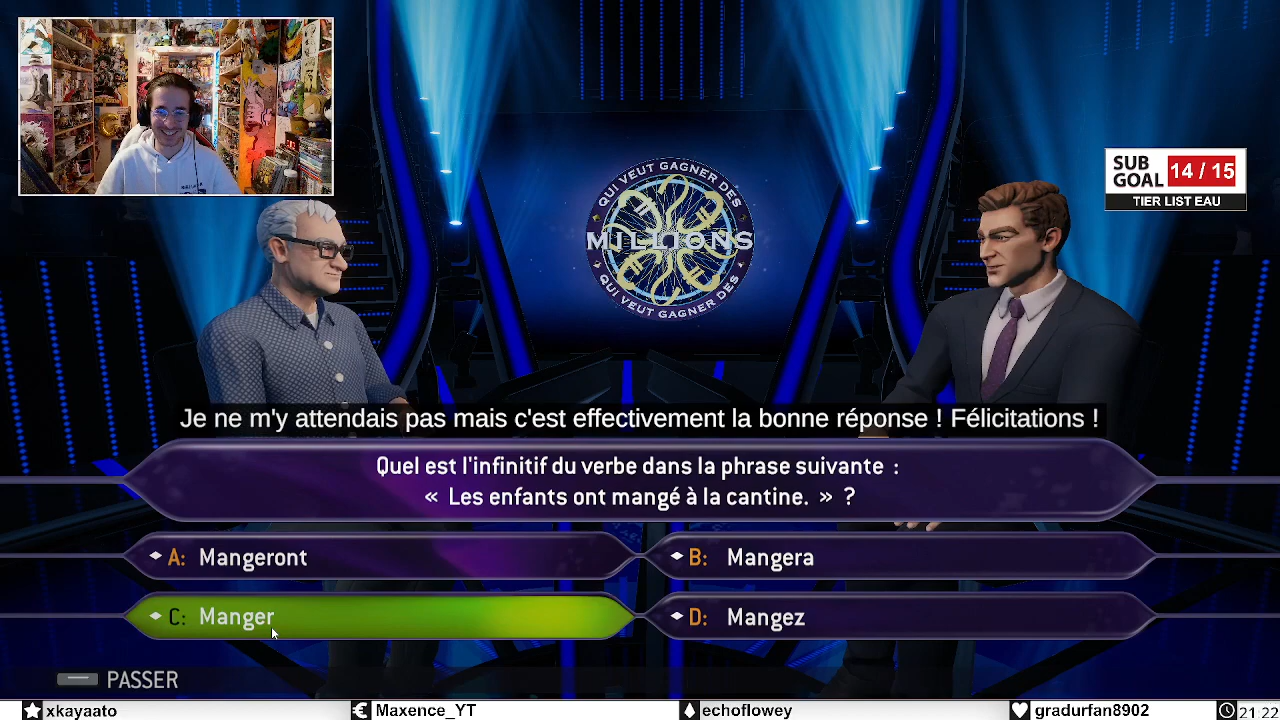 SUB
GOAL
14 / 15
TIER LIST EAU
QUI VEUT GAGNER DES
MILLIONS
QUI VEUT GAGNER DES
Je ne m'y attendais pas mais c'est effectivement la bonne réponse ! Félicitations !
Quel est l'infinitif du verbe dans la phrase suivante :
« Les enfants ont mangé à la cantine. » ?
A: Mangeront
B: Mangera
C: Manger
D: Mangez
PASSER
xkayaato
Maxence_YT
echoflowey
gradurfan8902
21:22